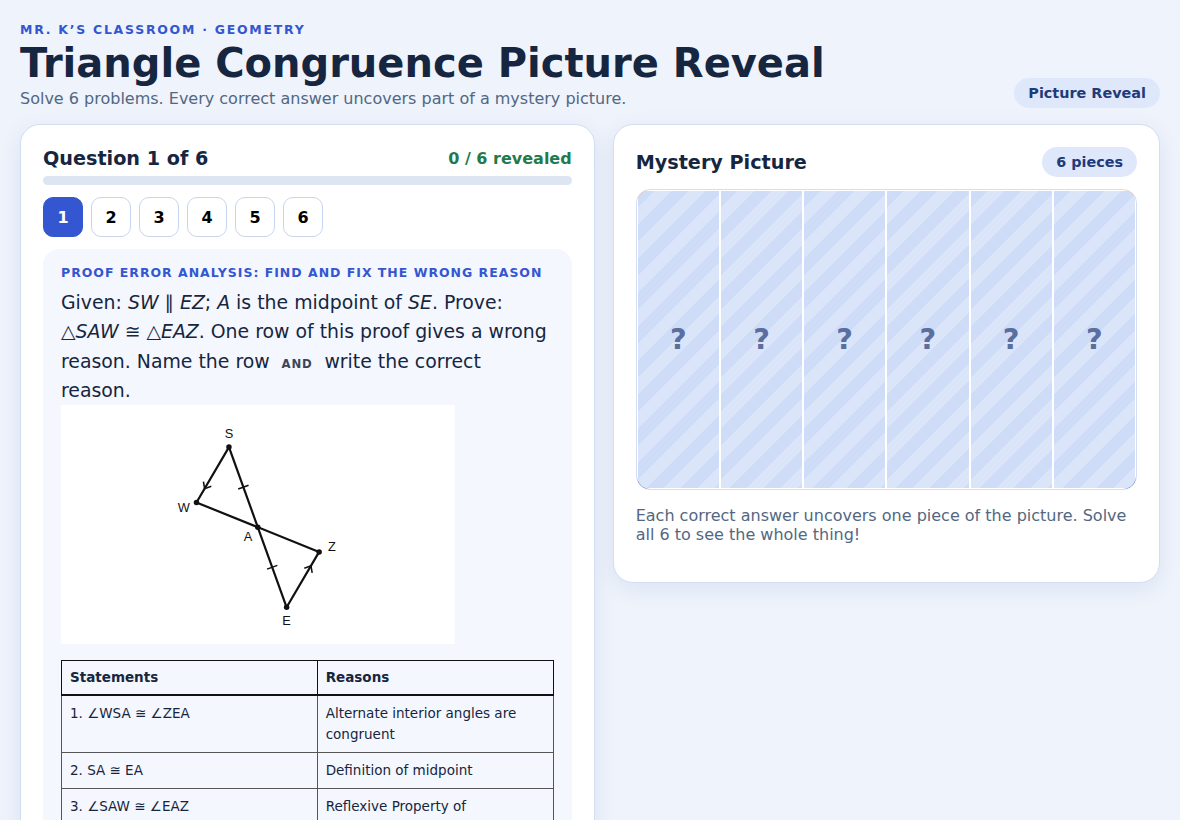 MR. K’S CLASSROOM · GEOMETRY
Triangle Congruence Picture Reveal
Solve 6 problems. Every correct answer uncovers part of a mystery picture.
Picture Reveal
Question 1 of 6
0 / 6 revealed
1 2 3 4 5 6
PROOF ERROR ANALYSIS: FIND AND FIX THE WRONG REASON
Given: SW ∥ EZ; A is the midpoint of SE. Prove:
△SAW ≅ △EAZ. One row of this proof gives a wrong
reason. Name the row AND write the correct
reason.
S
W
A
Z
E
Statements Reasons
1. ∠WSA ≅ ∠ZEA Alternate interior angles are
congruent
2. SA ≅ EA Definition of midpoint
3. ∠SAW ≅ ∠EAZ Reflexive Property of
Mystery Picture
6 pieces
? ? ? ? ? ?
Each correct answer uncovers one piece of the picture. Solve
all 6 to see the whole thing!